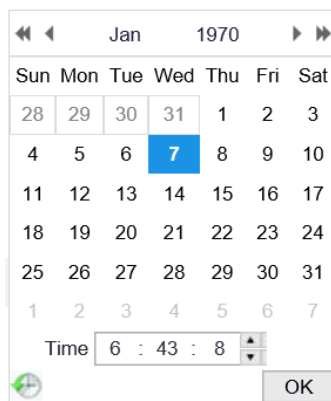 Jan 1970
Sun Mon Tue Wed Thu Fri Sat
28 29 30 31 1 2 3
4 5 6 7 8 9 10
11 12 13 14 15 16 17
18 19 20 21 22 23 24
25 26 27 28 29 30 31
1 2 3 4 5 6 7
Time 6 : 43 : 8
OK